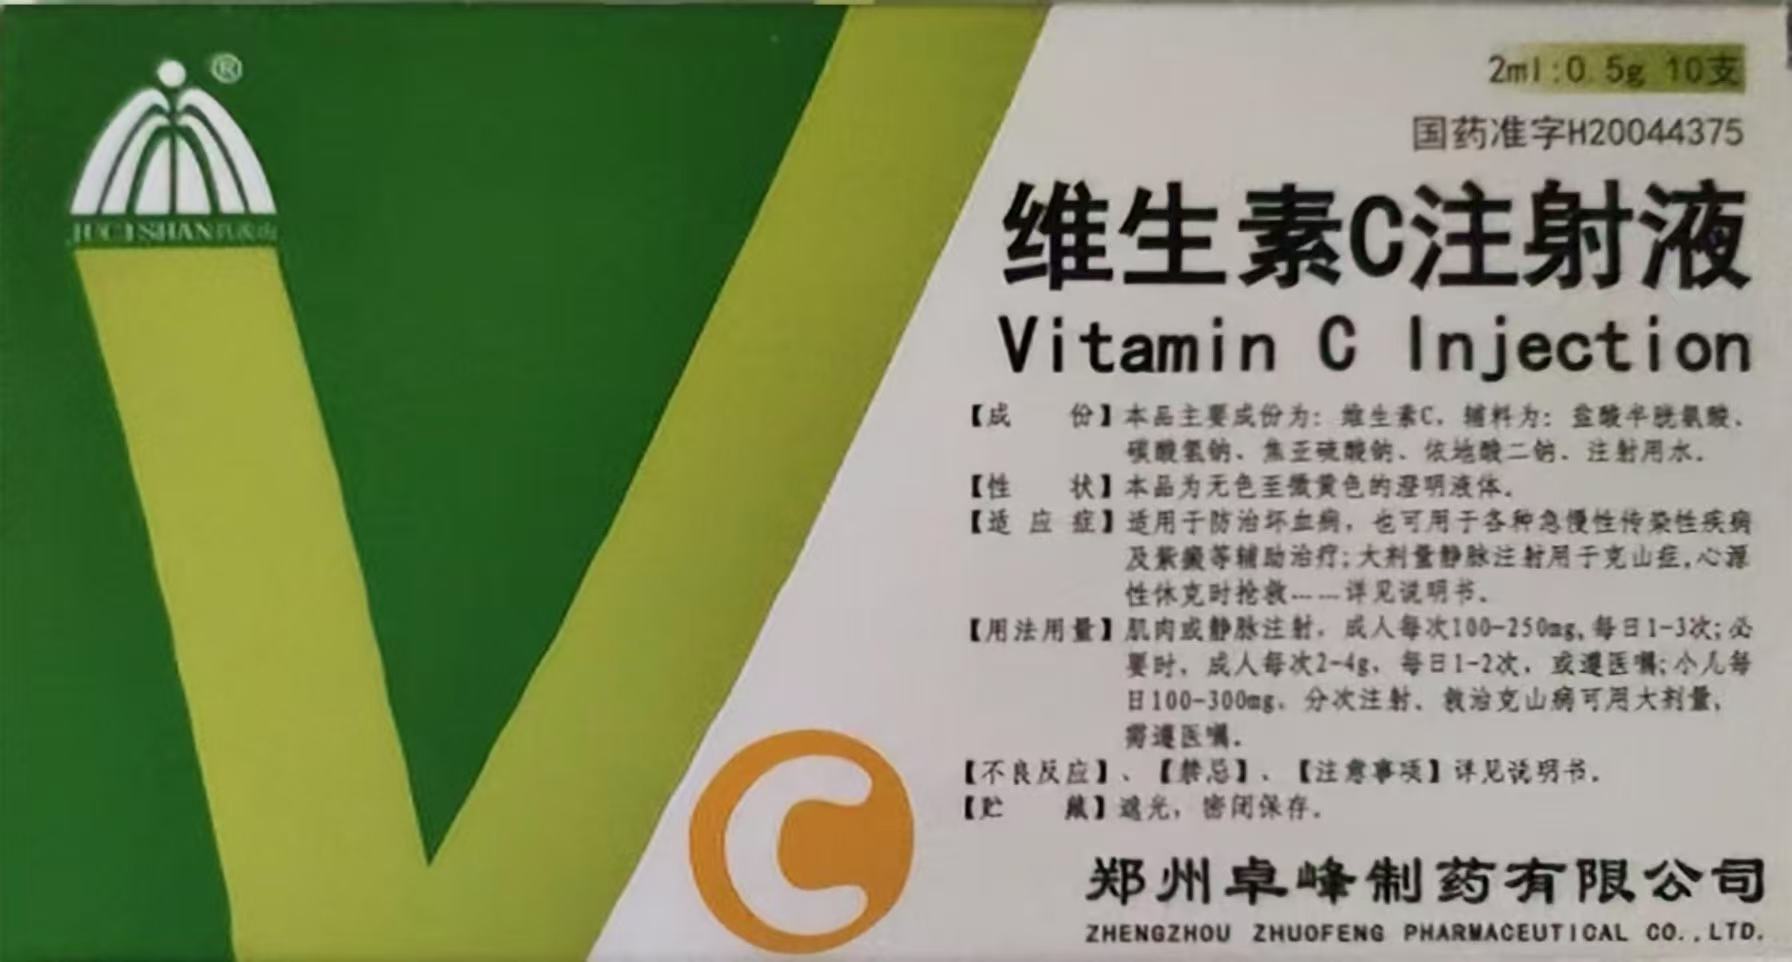 ®
2ml:0.5g 10支
国药准字H20044375
维生素C注射液
Vitamin C Injection
【成 份】本品主要成份为：维生素C。辅料为：盐酸半胱氨酸、
碳酸氢钠、焦亚硫酸钠、依地酸二钠、注射用水。
【性 状】本品为无色至微黄色的澄明液体。
【适 应 症】适用于防治坏血病，也可用于各种急慢性传染性疾病
及紫癜等辅助治疗；大剂量静脉注射用于克山症，心源
性休克时抢救——详见说明书。
【用法用量】肌肉或静脉注射，成人每次100-250mg，每日1-3次；必
要时，成人每次2-4g，每日1-2次，或遵医嘱；小儿每
日100-300mg，分次注射。救治克山病可用大剂量，
需遵医嘱。
【不良反应】、【禁忌】、【注意事项】详见说明书。
【贮 藏】遮光，密闭保存。
C
郑州卓峰制药有限公司
ZHENGZHOU ZHUOFENG PHARMACEUTICAL CO.,LTD.